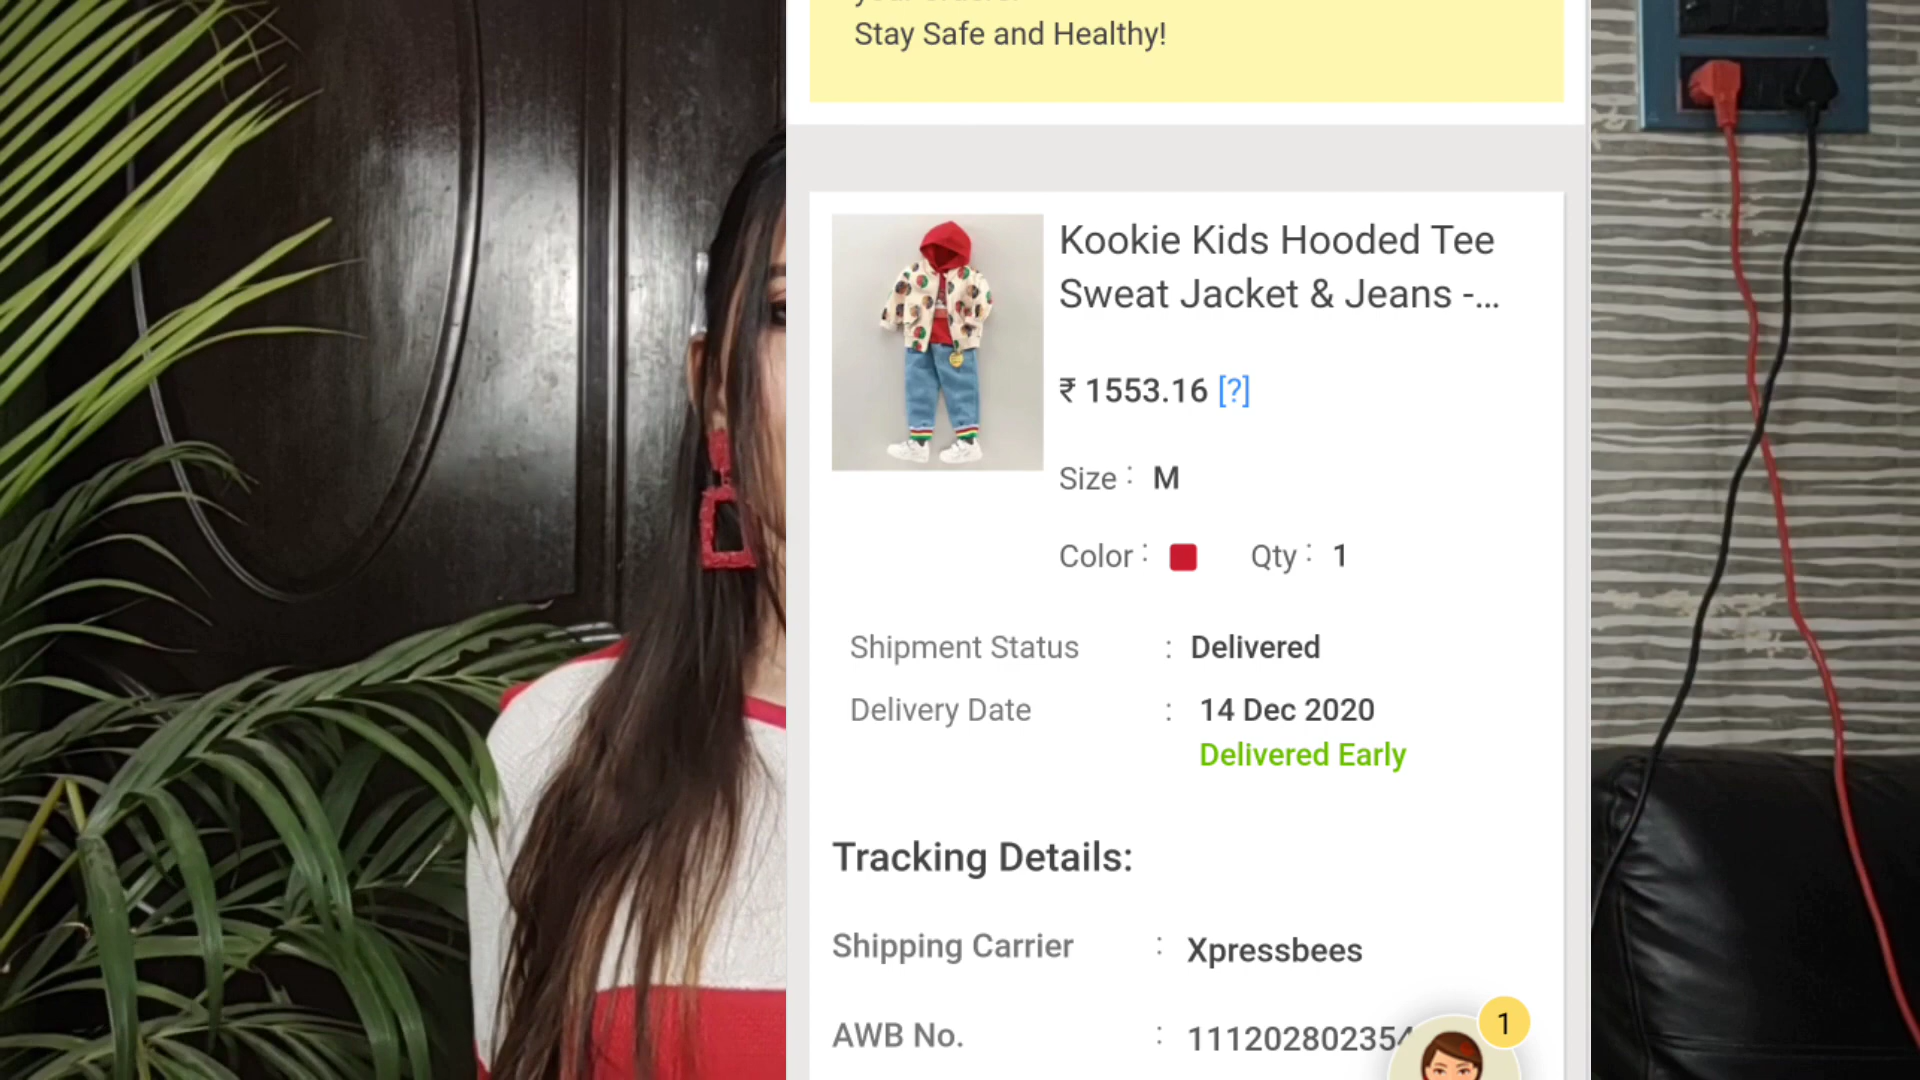 Stay Safe and Healthy!
Kookie Kids Hooded Tee
Sweat Jacket & Jeans -...
₹ 1553.16 [?]
Size : M
Color : Qty : 1
Shipment Status : Delivered
Delivery Date : 14 Dec 2020
Delivered Early
Tracking Details:
Shipping Carrier : Xpressbees
1
AWB No. : 111202802354